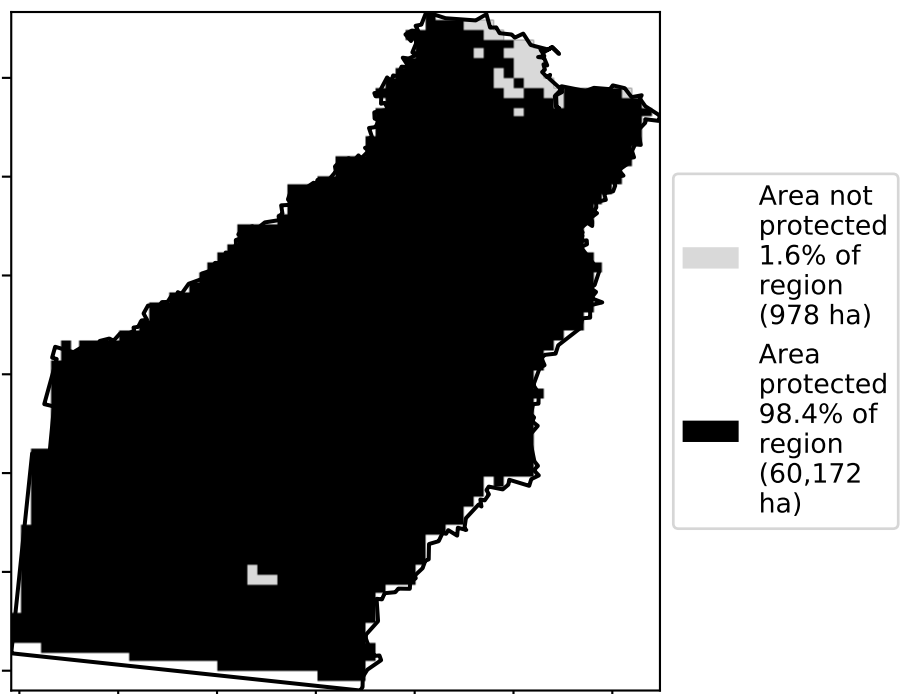 Area not
protected
1.6% of
region
(978 ha)
Area
protected
98.4% of
region
(60,172
ha)